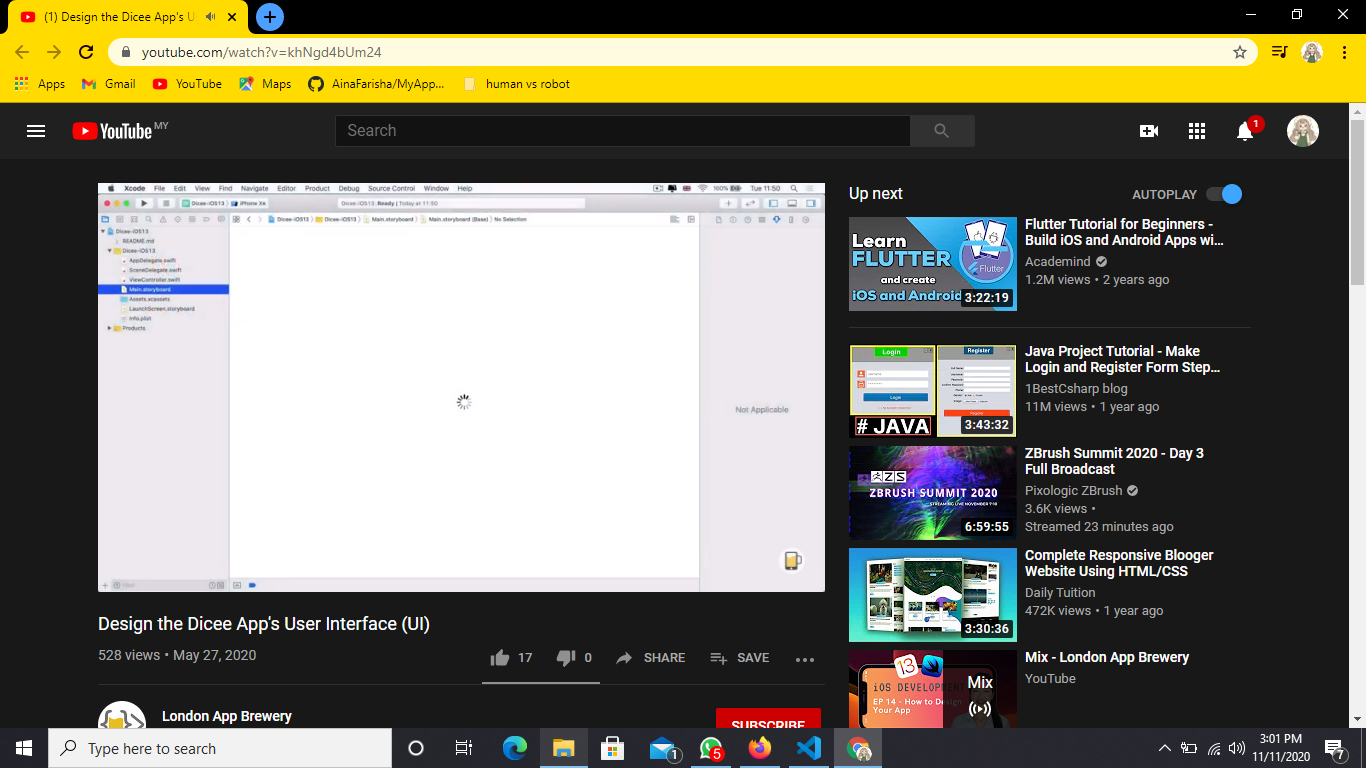 (1) Design the Dicee App's U
youtube.com/watch?v=khNgd4bUm24
Apps
Gmail
YouTube
Maps
AinaFarisha/MyApp...
human vs robot
YouTube MY
Search
1
Xcode File Edit View Find Navigate Editor Product Debug Source Control Window Help
100%
Tue 11:50
Dicee-iOS13 iPhone Xʀ
Dicee-iOS13: Ready | Today at 11:50
Dicee-iOS13 Dicee-iOS13 Main.storyboard Main.storyboard (Base) No Selection
Dicee-iOS13
README.md
Dicee-iOS13
AppDelegate.swift
SceneDelegate.swift
ViewController.swift
Main.storyboard
Assets.xcassets
LaunchScreen.storyboard
Info.plist
Products
Not Applicable
Filter
Design the Dicee App's User Interface (UI)
528 views • May 27, 2020
17
0
SHARE
SAVE
London App Brewery
SUBSCRIBE
Up next
AUTOPLAY
Learn
FLUTTER
and create
iOS and Android
Flutter
3:22:19
Flutter Tutorial for Beginners -
Build iOS and Android Apps wi...
Academind
1.2M views • 2 years ago
Login
Register
Login
Register
# JAVA
3:43:32
Java Project Tutorial - Make
Login and Register Form Step...
1BestCsharp blog
11M views • 1 year ago
ZS
ZBRUSH SUMMIT 2020
STREAMING LIVE NOVEMBER 7-10
6:59:55
ZBrush Summit 2020 - Day 3
Full Broadcast
Pixologic ZBrush
3.6K views •
Streamed 23 minutes ago
3:30:36
Complete Responsive Blooger
Website Using HTML/CSS
Daily Tuition
472K views • 1 year ago
13
iOS DEVELOPMENT
EP 14 - How to Design
Your App
Mix
Mix - London App Brewery
YouTube
Type here to search
1
5
3:01 PM
11/11/2020
7